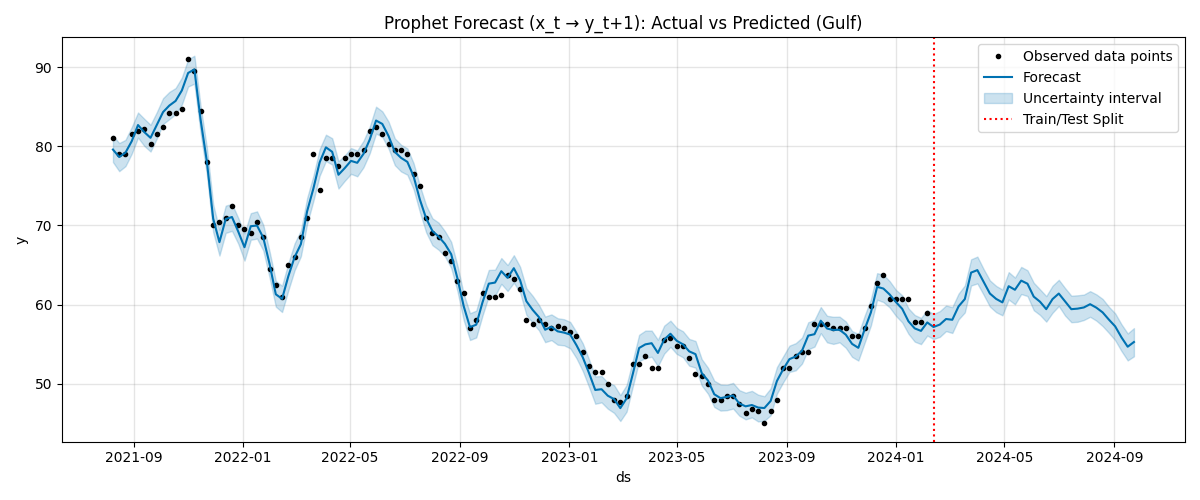 Prophet Forecast (x_t → y_t+1): Actual vs Predicted (Gulf)
Observed data points
Forecast
Uncertainty interval
Train/Test Split
y
90
80
70
60
50
2021-09
2022-01
2022-05
2022-09
2023-01
2023-05
2023-09
2024-01
2024-05
2024-09
ds